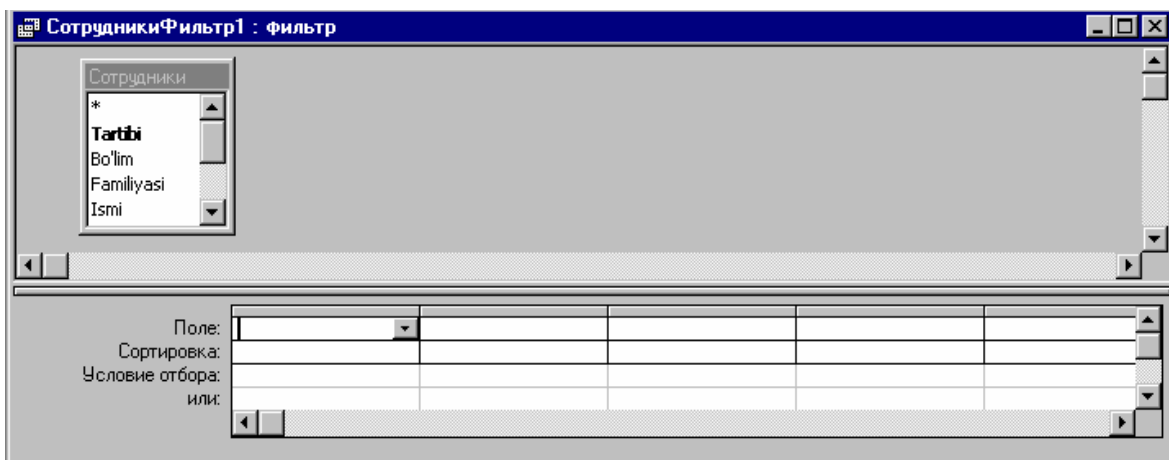 СотрудникиФильтр1 : фильтр
Сотрудники
*
Tartibi
Bo'lim
Familiyasi
Ismi
Поле:
Сортировка:
Условие отбора:
или: